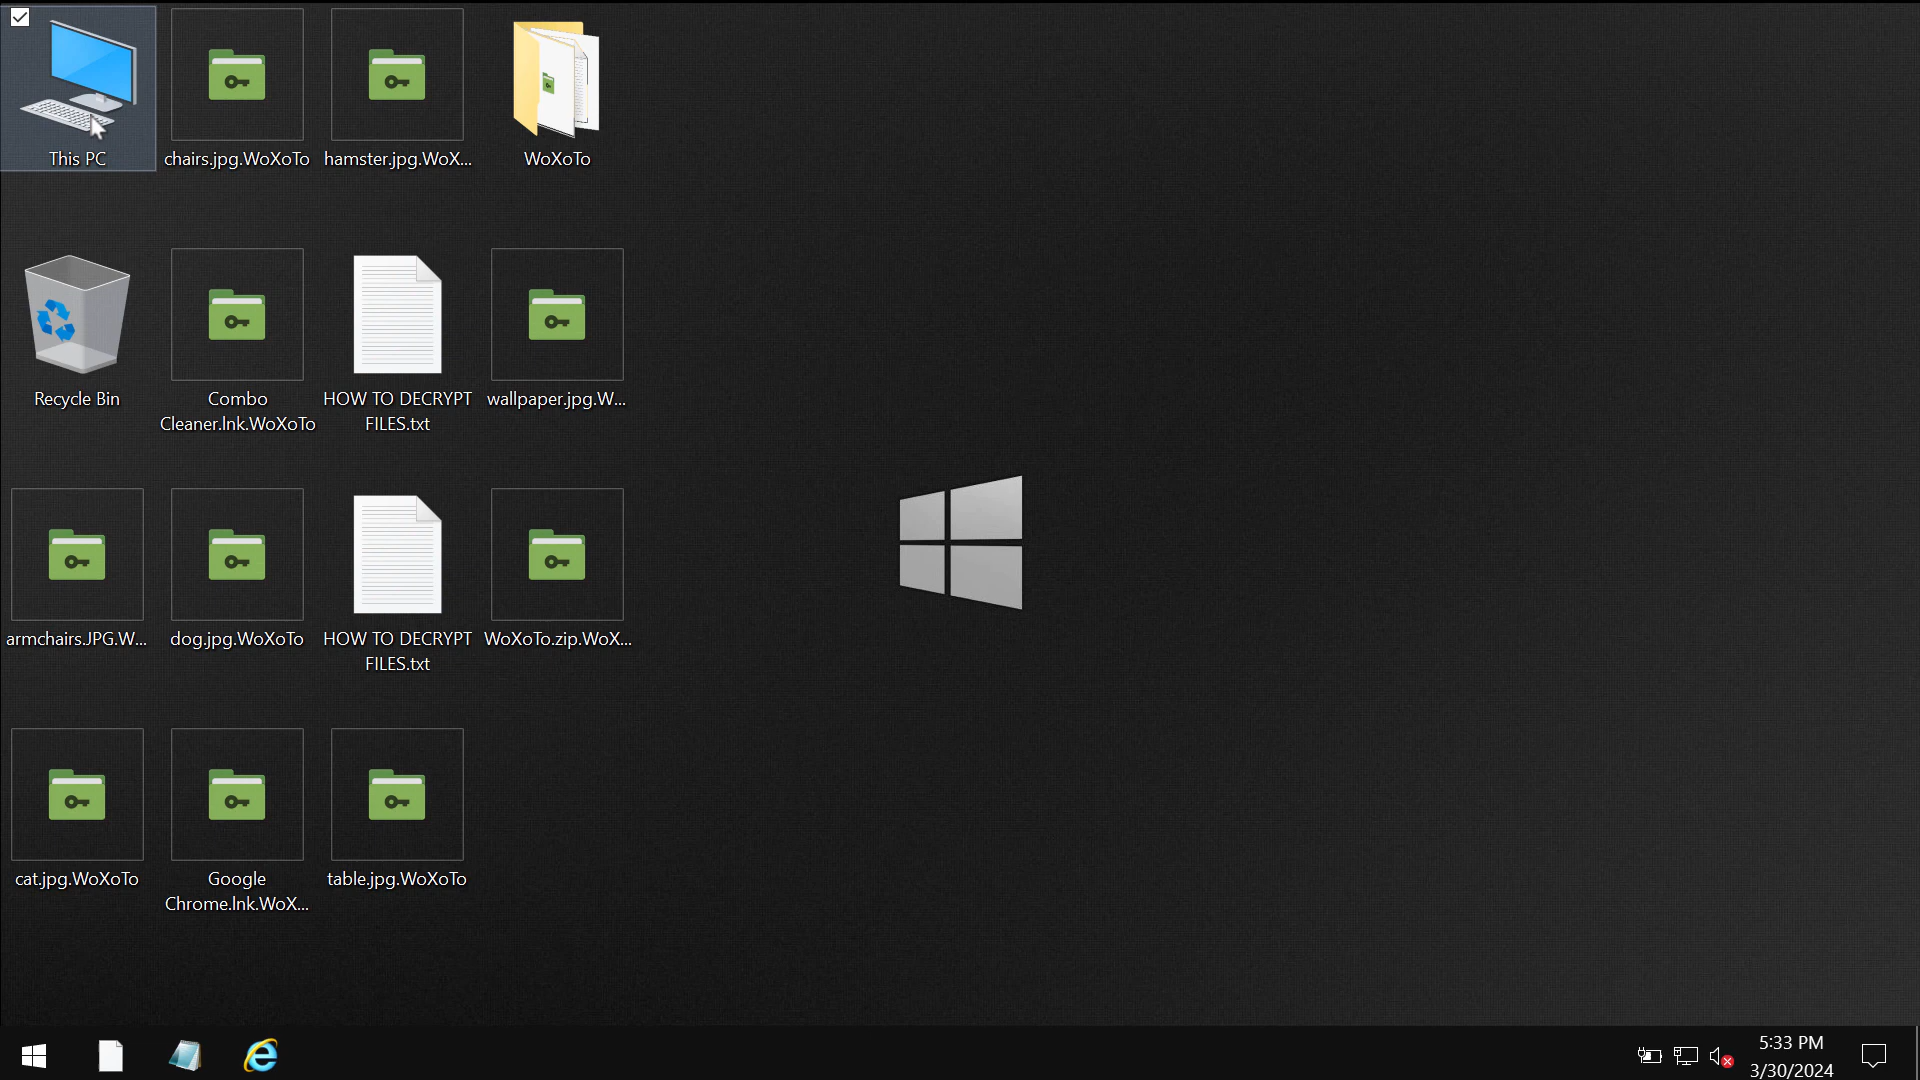 This PC
chairs.jpg.WoXoTo
hamster.jpg.WoX...
WoXoTo
Recycle Bin
Combo
Cleaner.lnk.WoXoTo
HOW TO DECRYPT
FILES.txt
wallpaper.jpg.W...
armchairs.JPG.W...
dog.jpg.WoXoTo
HOW TO DECRYPT
FILES.txt
WoXoTo.zip.WoX...
cat.jpg.WoXoTo
Google
Chrome.lnk.WoX...
table.jpg.WoXoTo
5:33 PM
3/30/2024